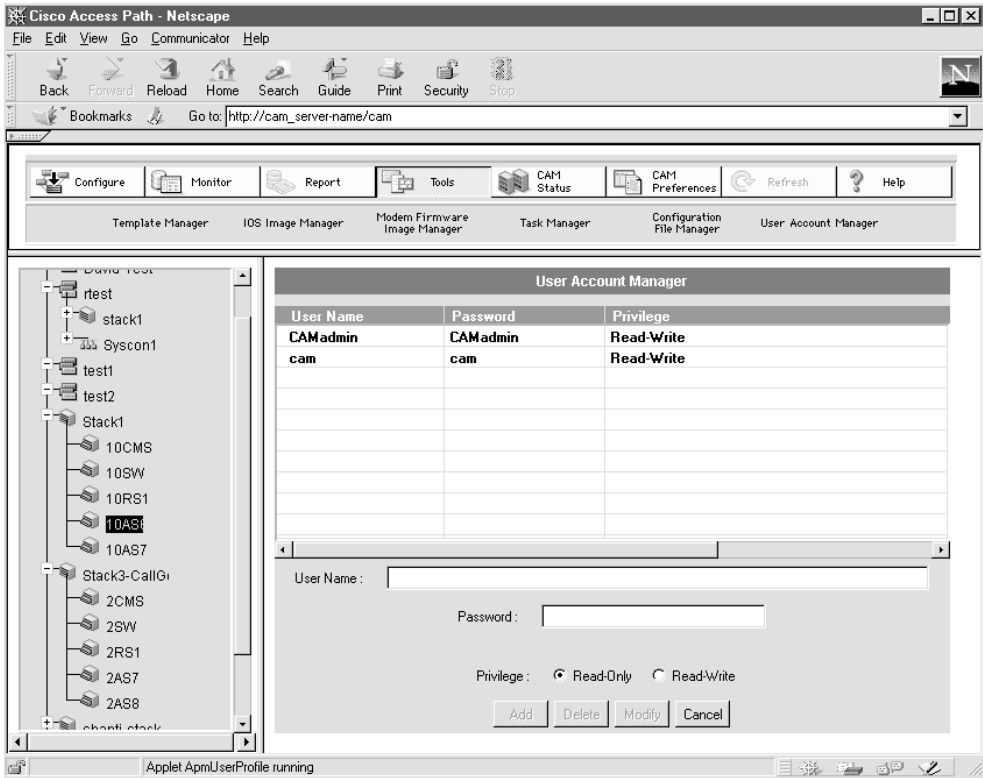 Cisco Access Path - Netscape
File Edit View Go Communicator Help
Back Forward Reload Home Search Guide Print Security Stop
N
Bookmarks Go to: http://cam_server-name/cam
Configure Monitor Report Tools CAM Status CAM Preferences Refresh Help
Template Manager IOS Image Manager Modem Firmware Image Manager Task Manager Configuration File Manager User Account Manager
rtest
stack1
Syscon1
test1
test2
Stack1
10CMS
10SW
10RS1
10AS6
10AS7
Stack3-CallG
2CMS
2SW
2RS1
2AS7
2AS8
User Account Manager
User Name Password Privilege
CAMadmin CAMadmin Read-Write
cam cam Read-Write
User Name :
Password :
Privilege : Read-Only Read-Write
Add Delete Modify Cancel
Applet ApmUserProfile running